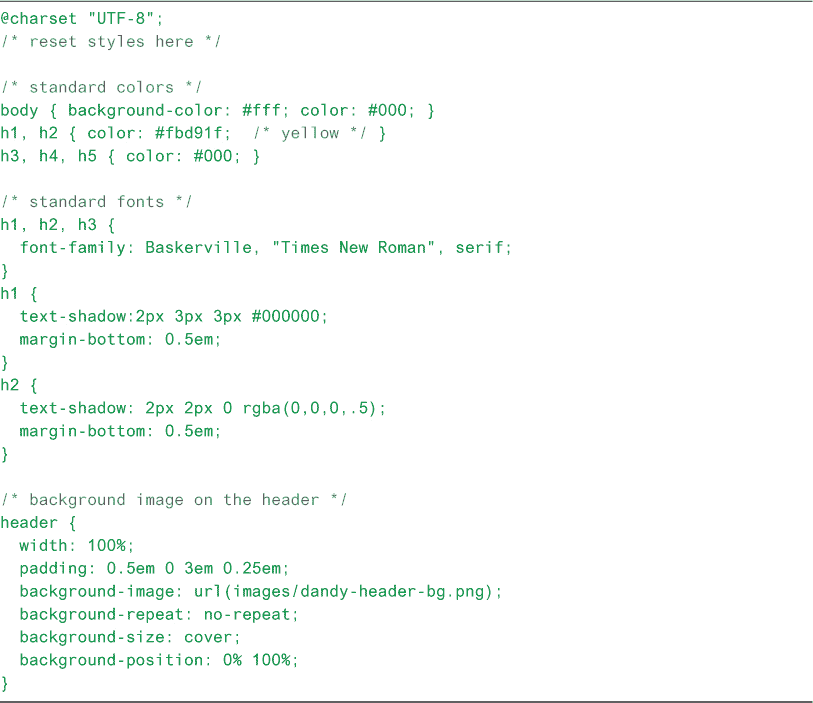 @charset "UTF-8";
/* reset styles here */

/* standard colors */
body { background-color: #fff; color: #000; }
h1, h2 { color: #fbd91f;  /* yellow */ }
h3, h4, h5 { color: #000; }

/* standard fonts */
h1, h2, h3 {
  font-family: Baskerville, "Times New Roman", serif;
}
h1 {
  text-shadow:2px 3px 3px #000000;
  margin-bottom: 0.5em;
}
h2 {
  text-shadow: 2px 2px 0 rgba(0,0,0,.5);
  margin-bottom: 0.5em;
}

/* background image on the header */
header {
  width: 100%;
  padding: 0.5em 0 3em 0.25em;
  background-image: url(images/dandy-header-bg.png);
  background-repeat: no-repeat;
  background-size: cover;
  background-position: 0% 100%;
}